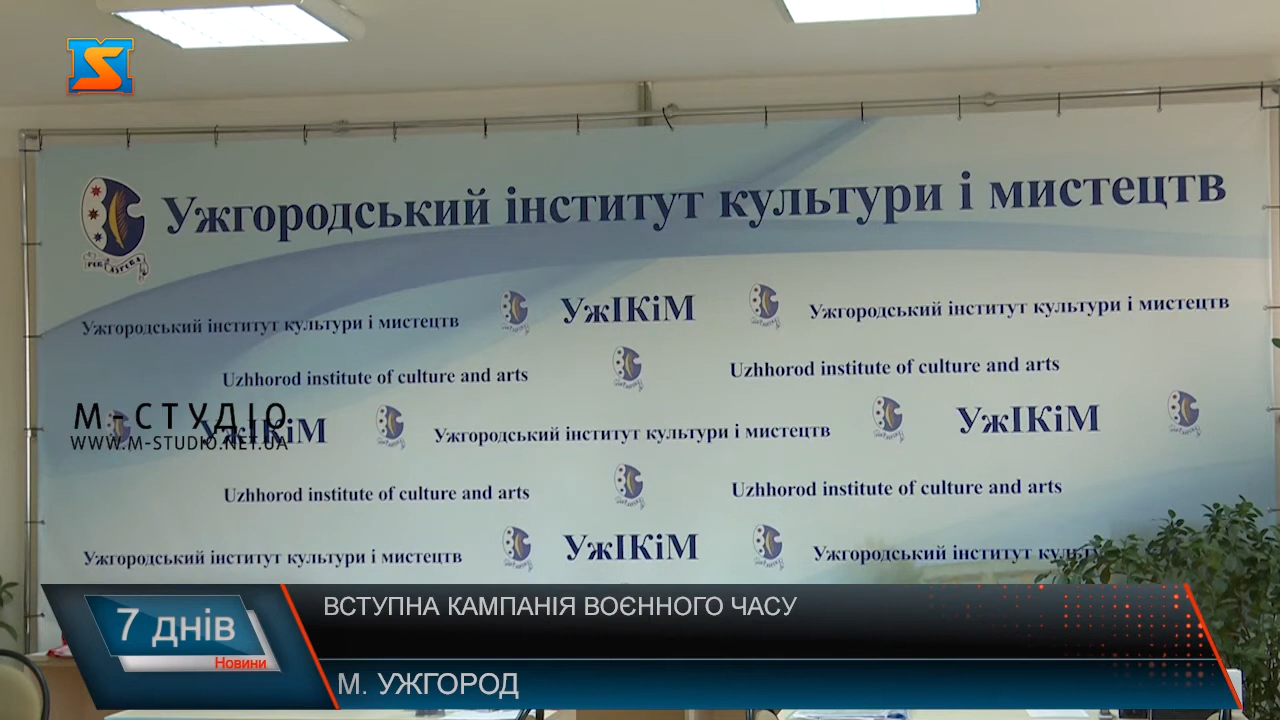 Ужгородський інститут культури і мистецтв
УжІКіМ
Ужгородський інститут культури і мистецтв
Ужгородський інститут культури і мистецтв
Uzhhorod institute of culture and arts
Uzhhorod institute of culture and arts
М-СТУДІО
WWW.M-STUDIO.NET.UA
УжІКіМ
Ужгородський інститут культури і мистецтв
УжІКіМ
Uzhhorod institute of culture and arts
Uzhhorod institute of culture and arts
Ужгородський інститут культури і мистецтв
УжІКіМ
Ужгородський інститут
7 днів
Новини
ВСТУПНА КАМПАНІЯ ВОЄННОГО ЧАСУ
М. УЖГОРОД